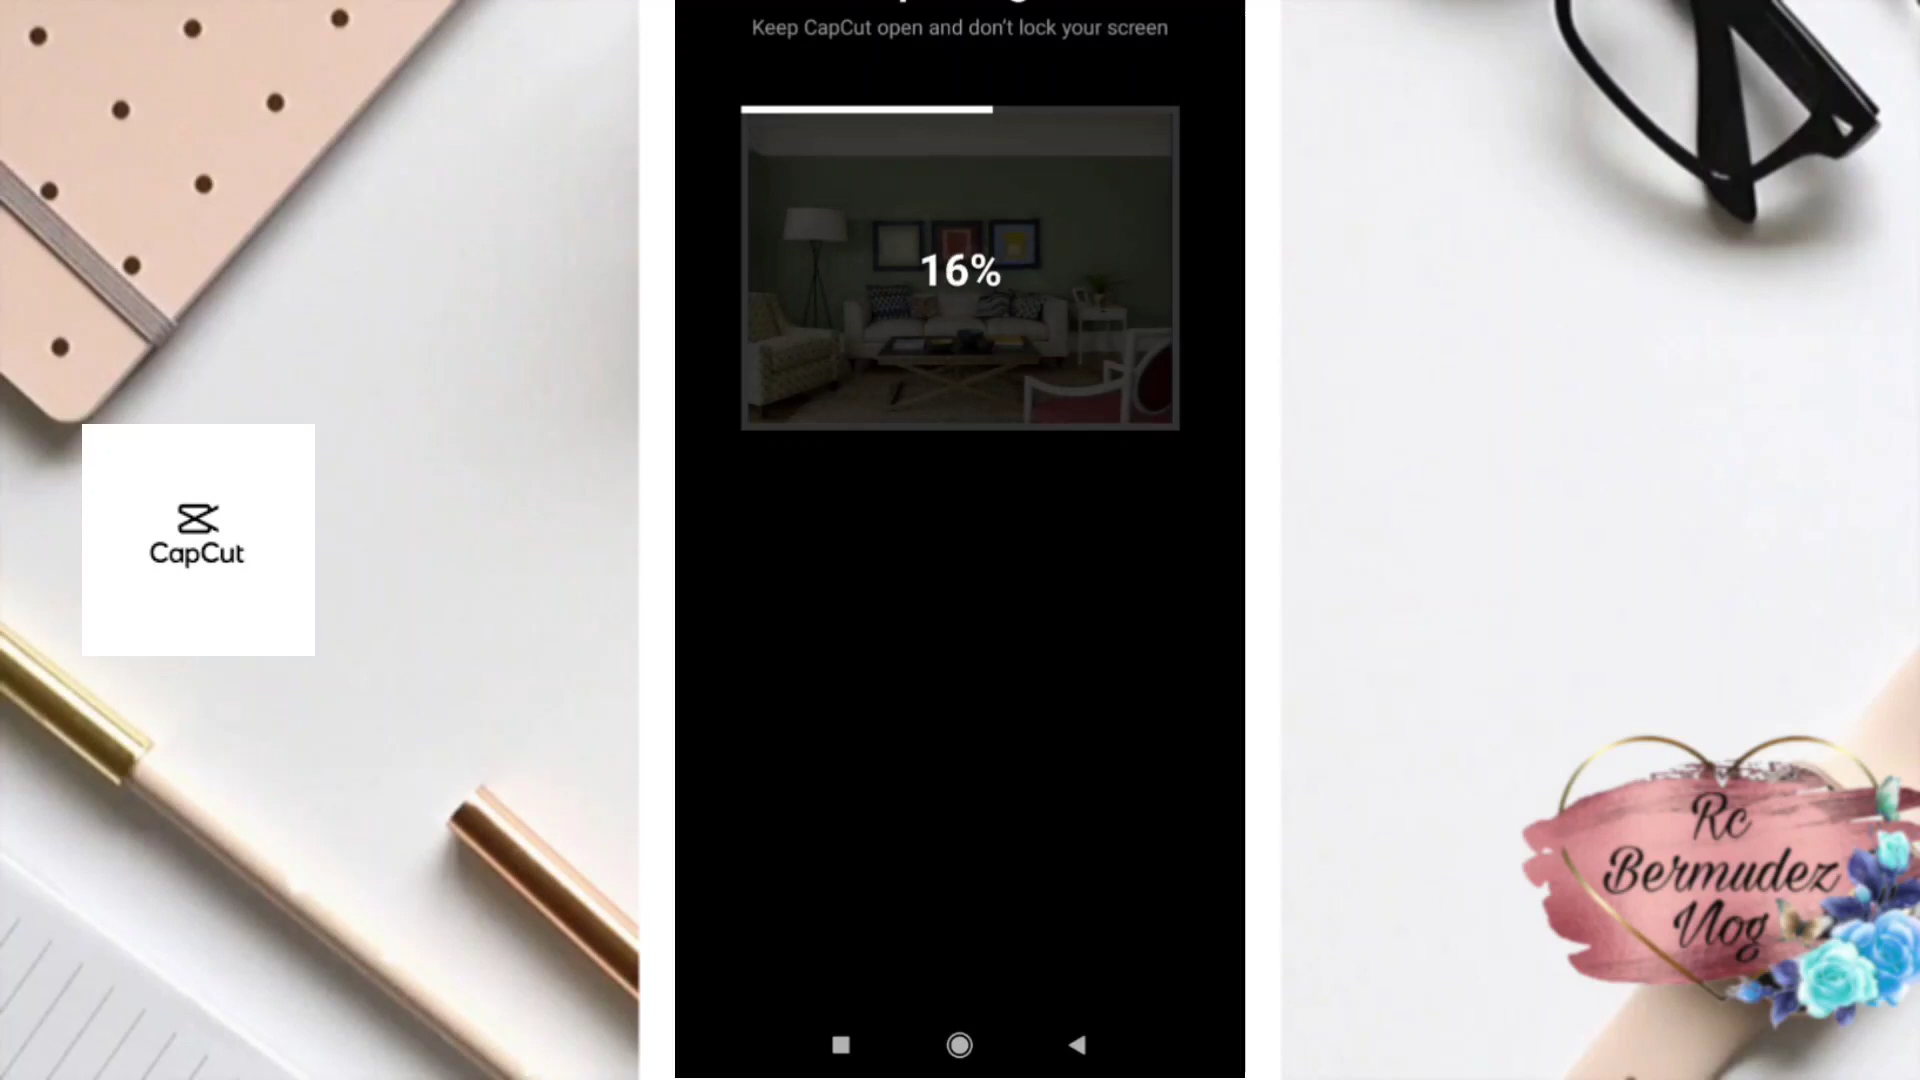 Keep CapCut open and don't lock your screen
16%
CapCut
Rc
Bermudez
Vlog